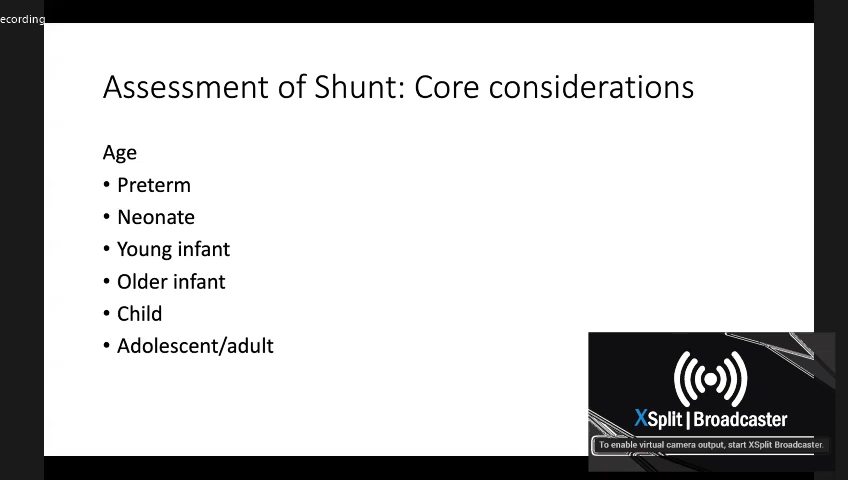 ecording
Assessment of Shunt: Core considerations
Age
• Preterm
• Neonate
• Young infant
• Older infant
• Child
• Adolescent/adult
XSplit | Broadcaster
To enable virtual camera output, start XSplit Broadcaster.